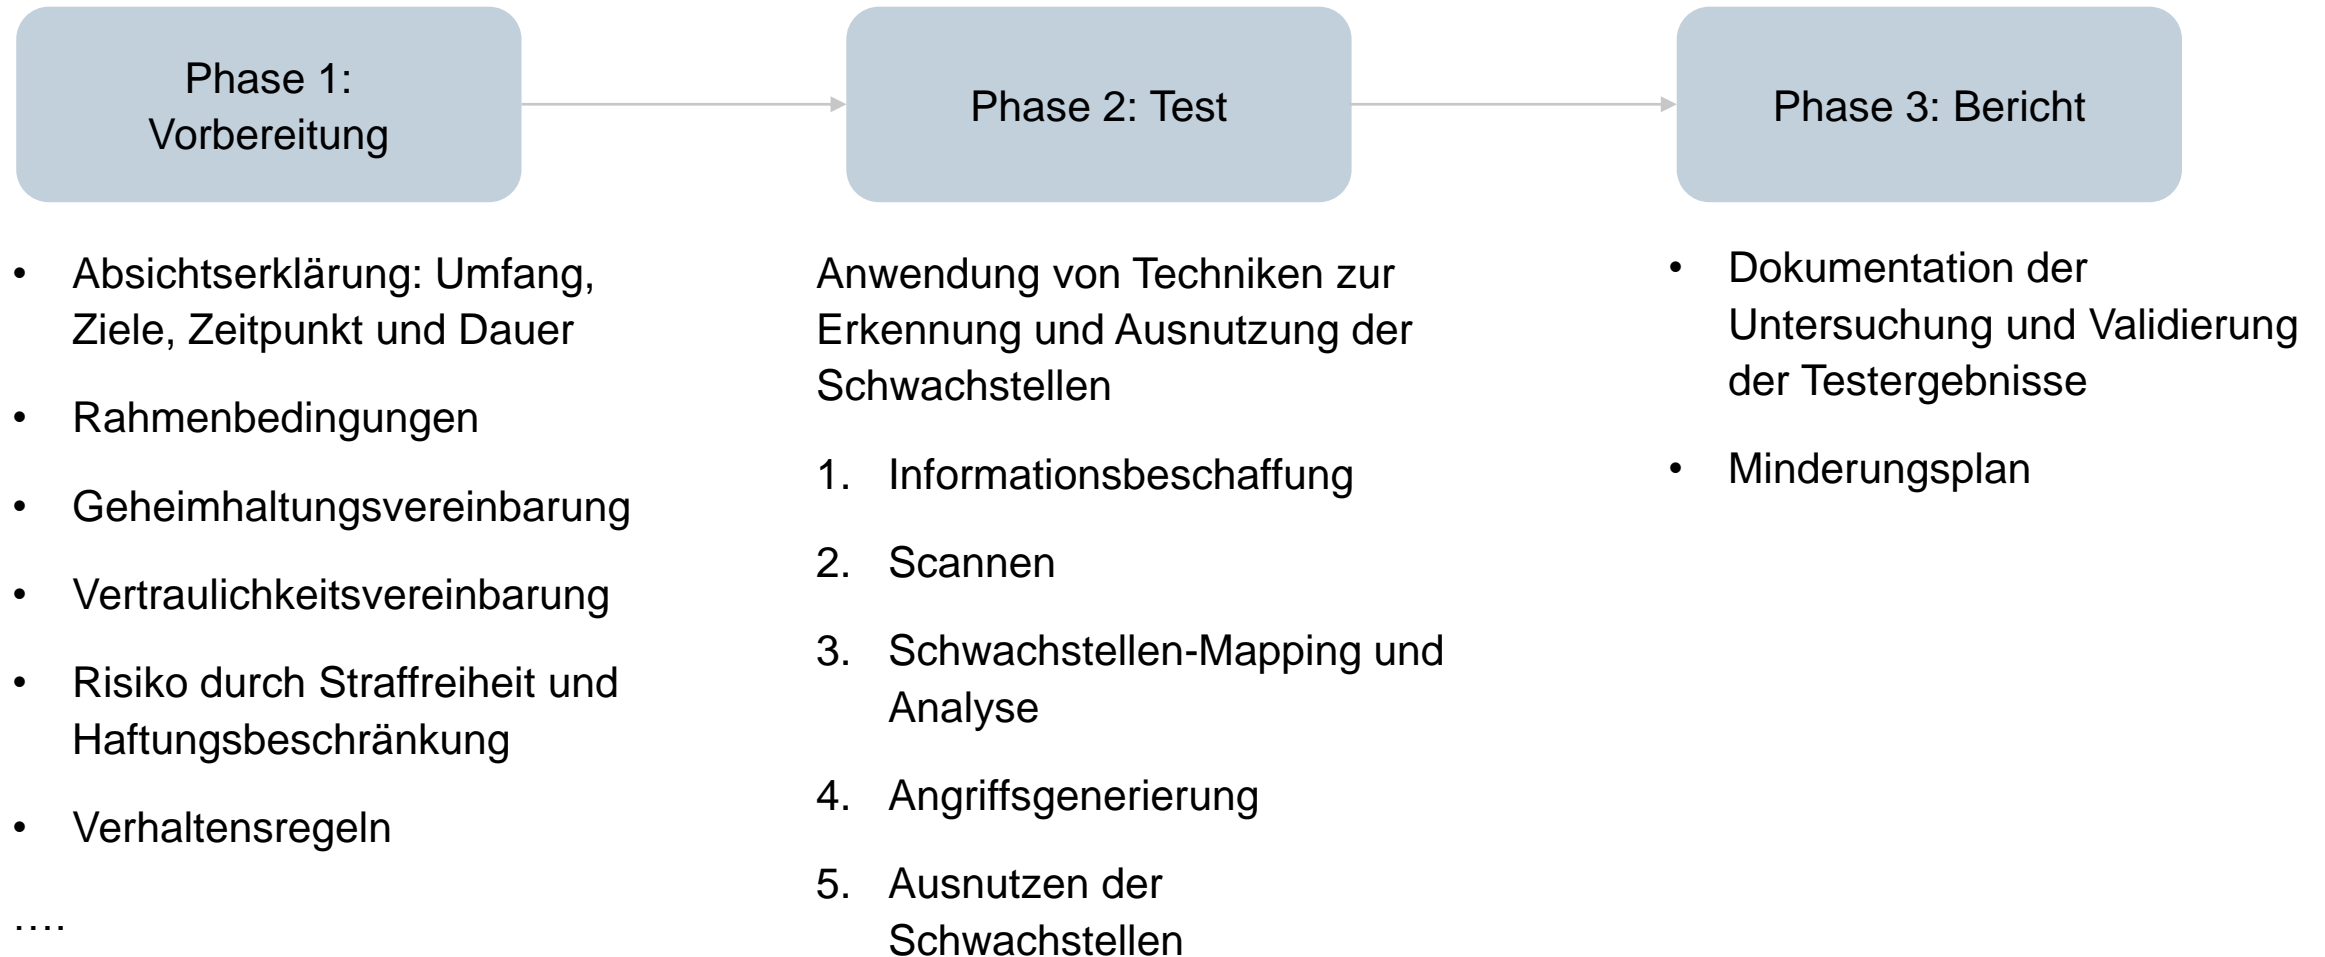 Phase 1:
Vorbereitung
• Absichtserklärung: Umfang,
Ziele, Zeitpunkt und Dauer
• Rahmenbedingungen
• Geheimhaltungsvereinbarung
• Vertraulichkeitsvereinbarung
• Risiko durch Straffreiheit und
Haftungsbeschränkung
• Verhaltensregeln
....
Phase 2: Test
Anwendung von Techniken zur
Erkennung und Ausnutzung der
Schwachstellen
1. Informationsbeschaffung
2. Scannen
3. Schwachstellen-Mapping und
Analyse
4. Angriffsgenerierung
5. Ausnutzen der
Schwachstellen
Phase 3: Bericht
• Dokumentation der
Untersuchung und Validierung
der Testergebnisse
• Minderungsplan